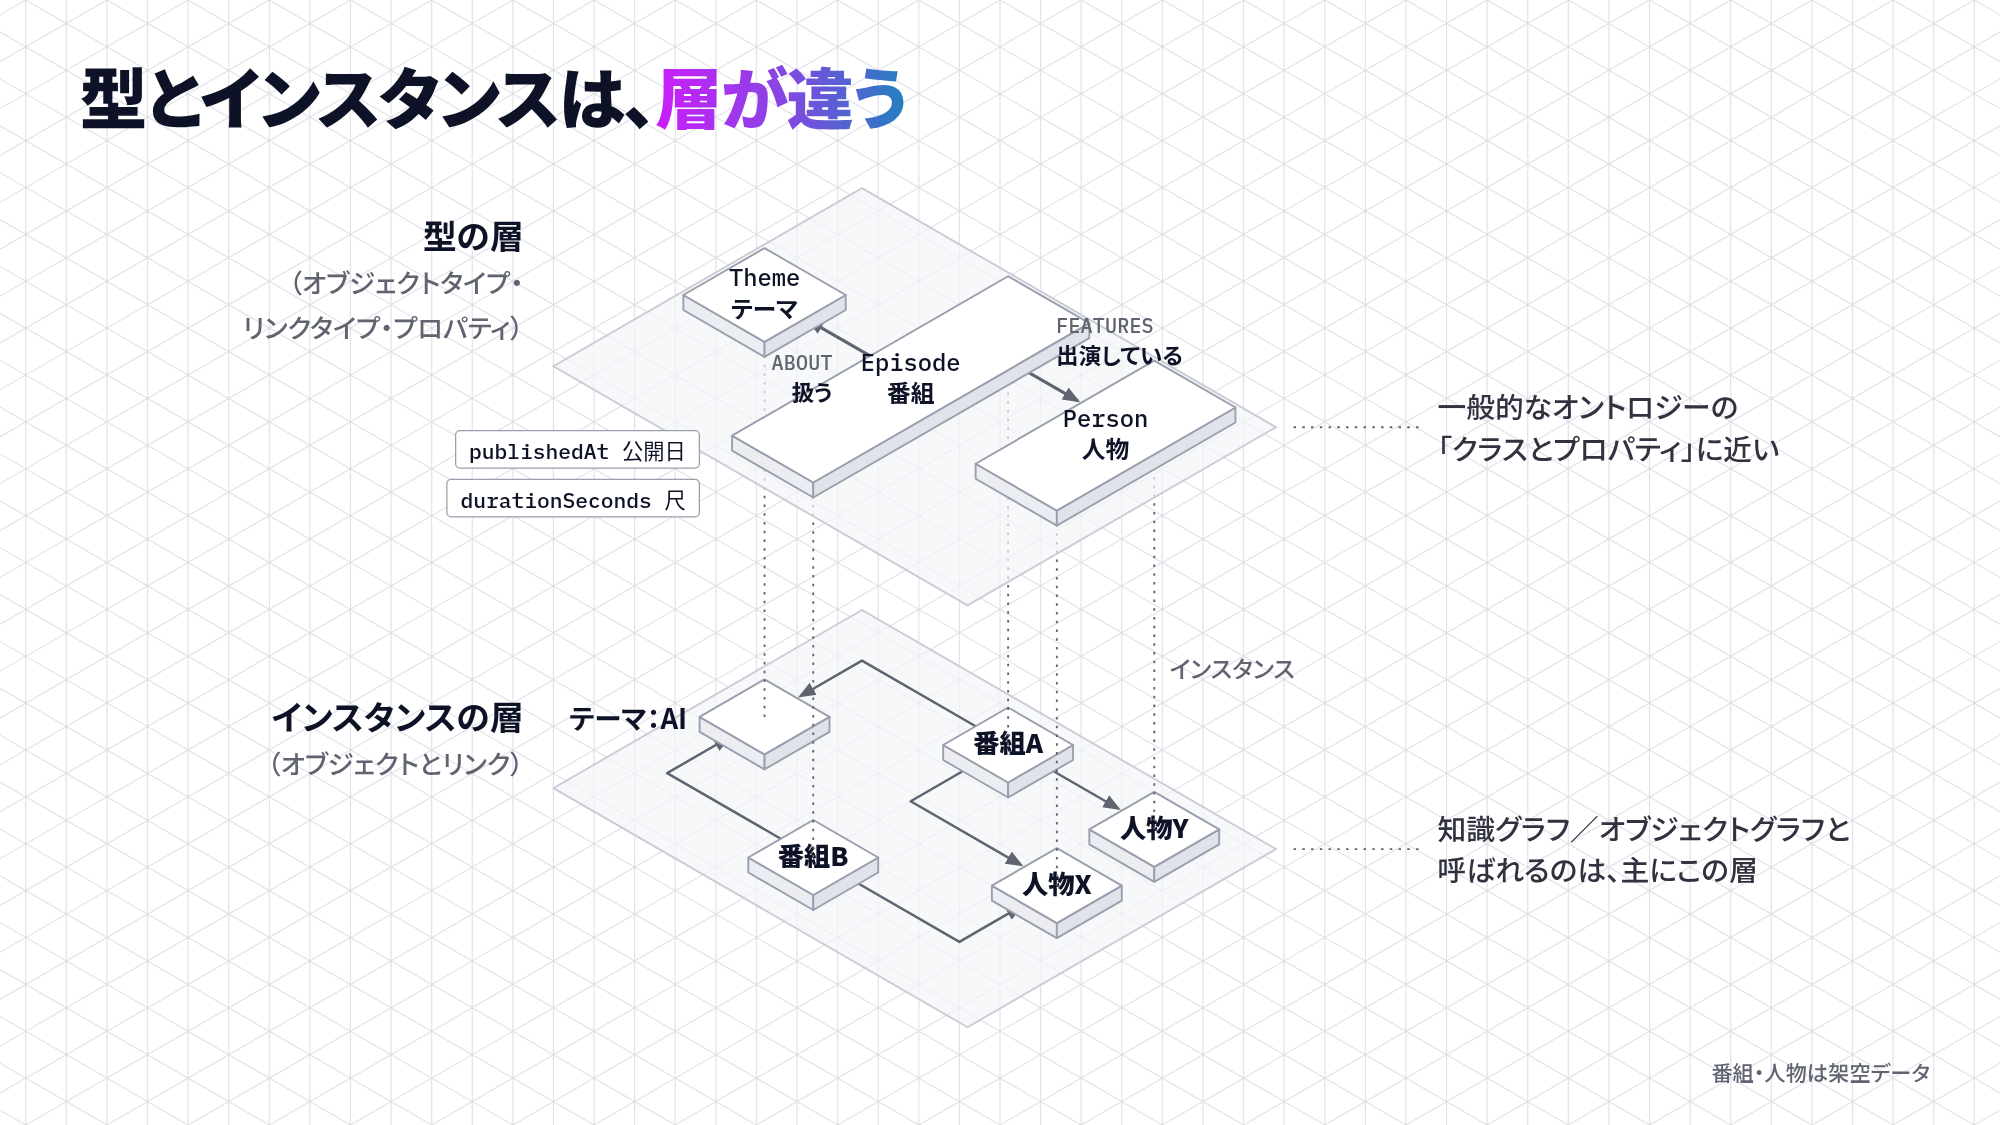 型とインスタンスは、層が違う
型の層
（オブジェクトタイプ・
リンクタイプ・プロパティ）
Theme
テーマ
ABOUT
扱う
Episode
番組
FEATURES
出演している
Person
人物
publishedAt 公開日
durationSeconds 尺
一般的なオントロジーの
「クラスとプロパティ」に近い
インスタンス
インスタンスの層
（オブジェクトとリンク）
テーマ：AI
番組A
番組B
人物Y
人物X
知識グラフ／オブジェクトグラフと
呼ばれるのは、主にこの層
番組・人物は架空データ